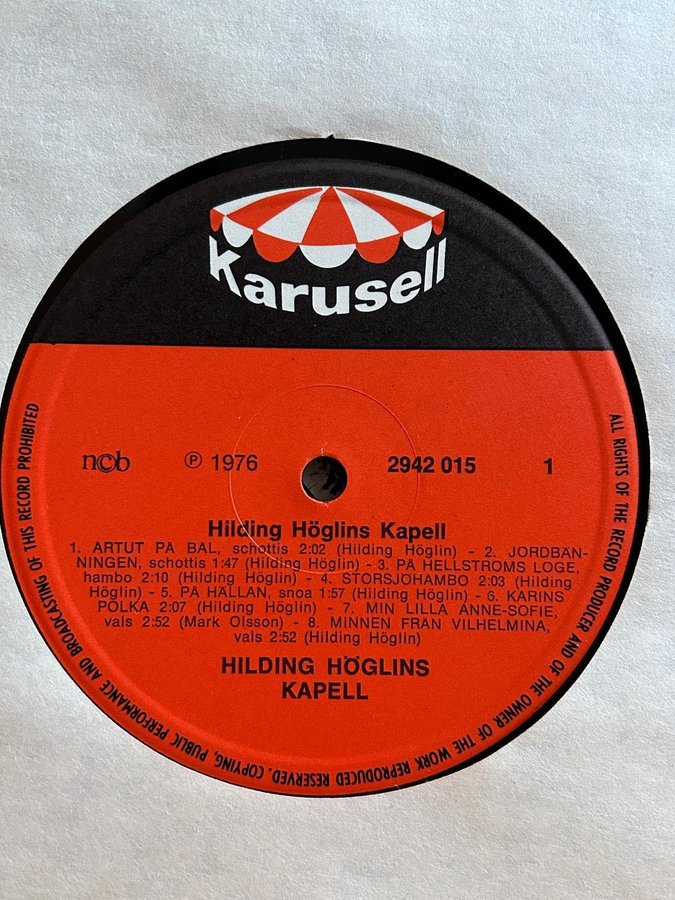 Karusell
ncb
℗ 1976
2942 015
1
Hilding Höglins Kapell
1. ARTUT PÅ BAL, schottis 2:02 (Hilding Höglin) - 2. JORDBAN-
NINGEN, schottis 1:47 (Hilding Höglin) - 3. PÅ HELLSTRÖMS LOGE,
hambo 2:10 (Hilding Höglin) - 4. STORSJÖHAMBO 2:03 (Hilding
Höglin) - 5. PÅ HÄLLAN, snoa 1:57 (Hilding Höglin) - 6. KARINS
POLKA 2:07 (Hilding Höglin) - 7. MIN LILLA ANNE-SOFIE,
vals 2:52 (Mark Olsson) - 8. MINNEN FRÅN VILHELMINA,
vals 2:52 (Hilding Höglin)
HILDING HÖGLINS
KAPELL
ALL RIGHTS OF THE RECORD PRODUCER AND OF THE OWNER OF THE WORK REPRODUCED RESERVED. COPYING, PUBLIC PERFORMANCE AND BROADCASTING OF THIS RECORD PROHIBITED